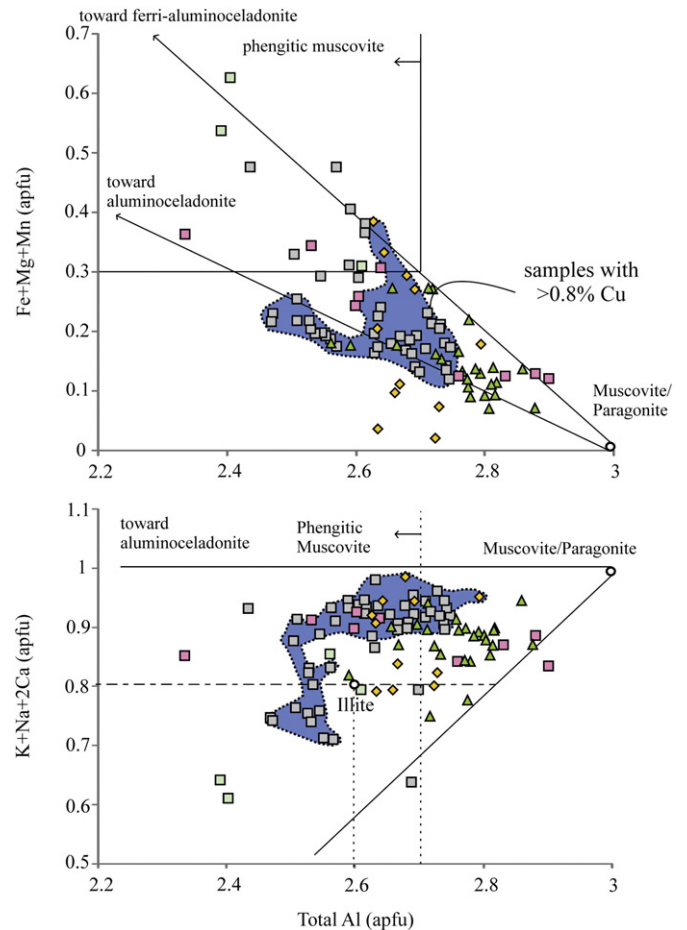 toward ferri-aluminoceladonite
0.7
phengitic muscovite
0.6
0.5
toward
aluminoceladonite
0.4
Fe+Mg+Mn (apfu)
0.3
samples with
>0.8% Cu
0.2
0.1
Muscovite/
Paragonite
0
2.2 2.4 2.6 2.8 3
1.1
toward
aluminoceladonite
Phengitic
Muscovite
Muscovite/Paragonite
1
0.9
K+Na+2Ca (apfu)
0.8
Illite
0.7
0.6
0.5
2.2 2.4 2.6 2.8 3
Total Al (apfu)